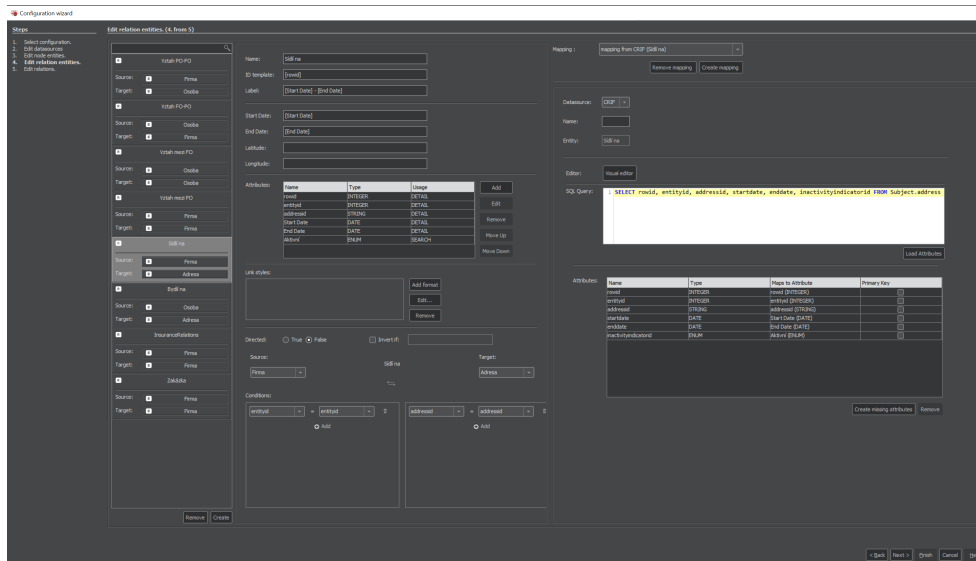 Configuration wizard
Steps
1. Select configuration.
2. Edit datasources
3. Edit node entities.
4. Edit relation entities.
5. Edit relations.
Edit relation entities. (4. from 5)
Vztah PO-PO
Source: Firma
Target: Osoba
Vztah FO-PO
Source: Osoba
Target: Firma
Vztah mezi FO
Source: Osoba
Target: Osoba
Vztah mezi PO
Source: Firma
Target: Firma
Sídlí na
Source: Firma
Target: Adresa
Bydlí na
Source: Osoba
Target: Adresa
InsuranceRelations
Source: Firma
Target: Firma
Zakázka
Source: Firma
Target: Firma
Remove Create
Name: Sídlí na
ID template: {rowid}
Label: {Start Date} - {End Date}
Start Date: {Start Date}
End Date: {End Date}
Latitude:
Longitude:
Attributes:
Name Type Usage
rowid INTEGER DETAIL
entityid INTEGER DETAIL
addressid STRING DETAIL
Start Date DATE DETAIL
End Date DATE DETAIL
Aktivní ENUM SEARCH
Add
Edit
Remove
Move Up
Move Down
Link styles:
Add format
Edit...
Remove
Directed: True False Invert if:
Source: Target:
Sídlí na
Firma Adresa
Conditions:
entityid = entityid addressid = addressid
Add Add
Mapping : mapping from CRIF (Sídlí na)
Remove mapping Create mapping
Datasource: CRIF
Name:
Entity: Sídlí na
Editor: Visual editor
SQL Query: 1 SELECT rowid, entityid, addressid, startdate, enddate, inactivityindicatorid FROM Subject.address
Load Attributes
Attributes:
Name Type Maps to Attribute Primary Key
rowid INTEGER rowid (INTEGER)
entityid INTEGER entityid (INTEGER)
addressid STRING addressid (STRING)
startdate DATE Start Date (DATE)
enddate DATE End Date (DATE)
inactivityindicatorid ENUM Aktivní (ENUM)
Create missing attributes Remove
< Back Next > Finish Cancel